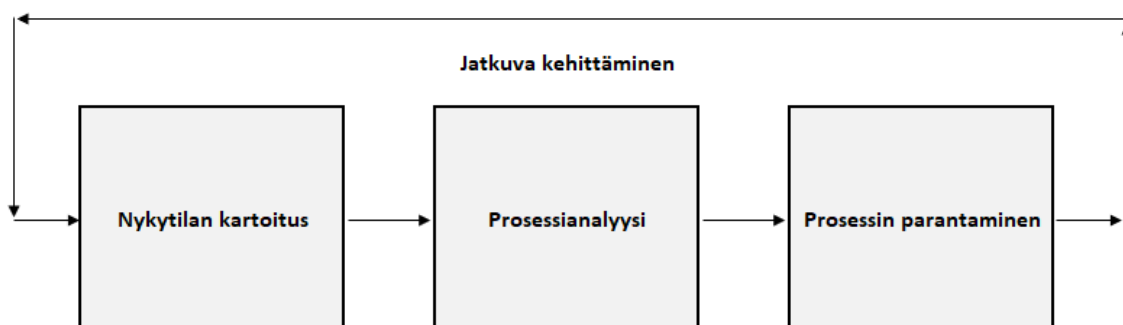 Jatkuva kehittäminen
Nykytilan kartoitus
Prosessianalyysi
Prosessin parantaminen